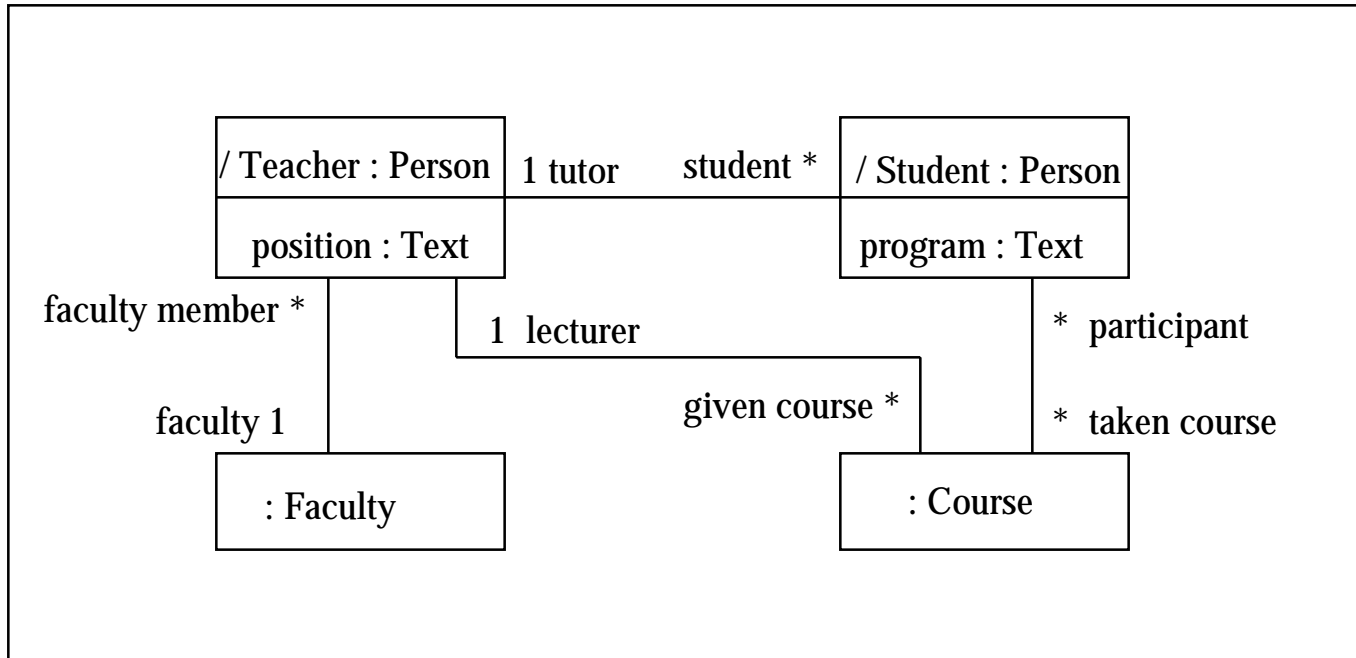 / Teacher : Person
1 tutor
student *
/ Student : Person
position : Text
program : Text
faculty member *
1 lecturer
* participant
faculty 1
given course *
* taken course
: Faculty
: Course